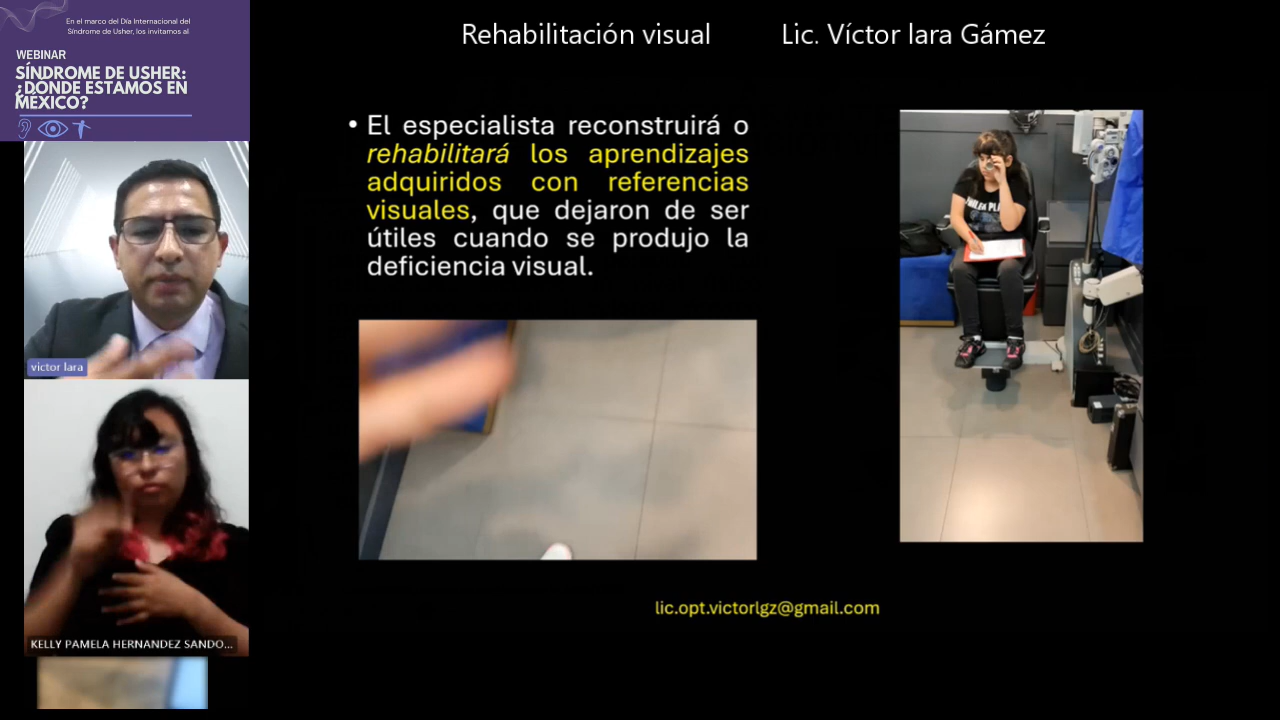 En el marco del Día Internacional del
Síndrome de Usher, los invitamos al
WEBINAR
SÍNDROME DE USHER:
¿DÓNDE ESTAMOS EN
MÉXICO?
Rehabilitación visual Lic. Víctor lara Gámez
• El especialista reconstruirá o
rehabilitará los aprendizajes
adquiridos con referencias
visuales, que dejaron de ser
útiles cuando se produjo la
deficiencia visual.
victor lara
KELLY PAMELA HERNANDEZ SANDO...
lic.opt.victorlgz@gmail.com